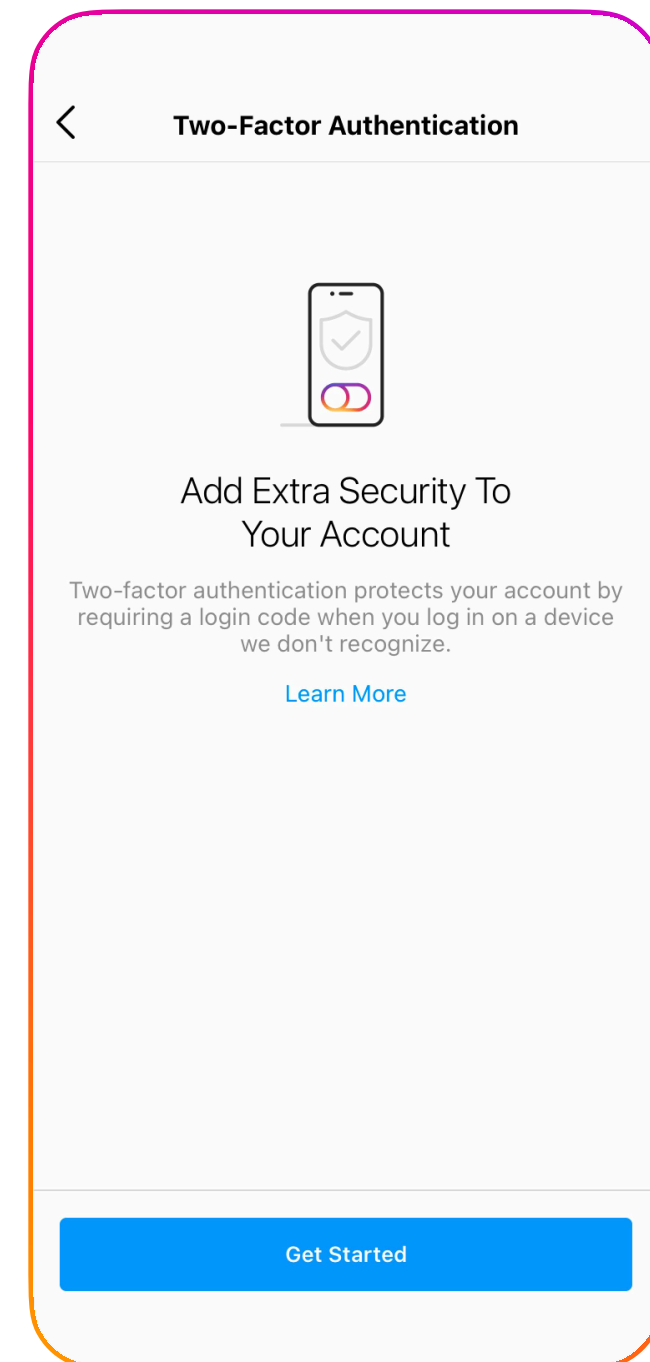 Two-Factor Authentication
Add Extra Security To
Your Account
Two-factor authentication protects your account by
requiring a login code when you log in on a device
we don't recognize.
Learn More
Get Started